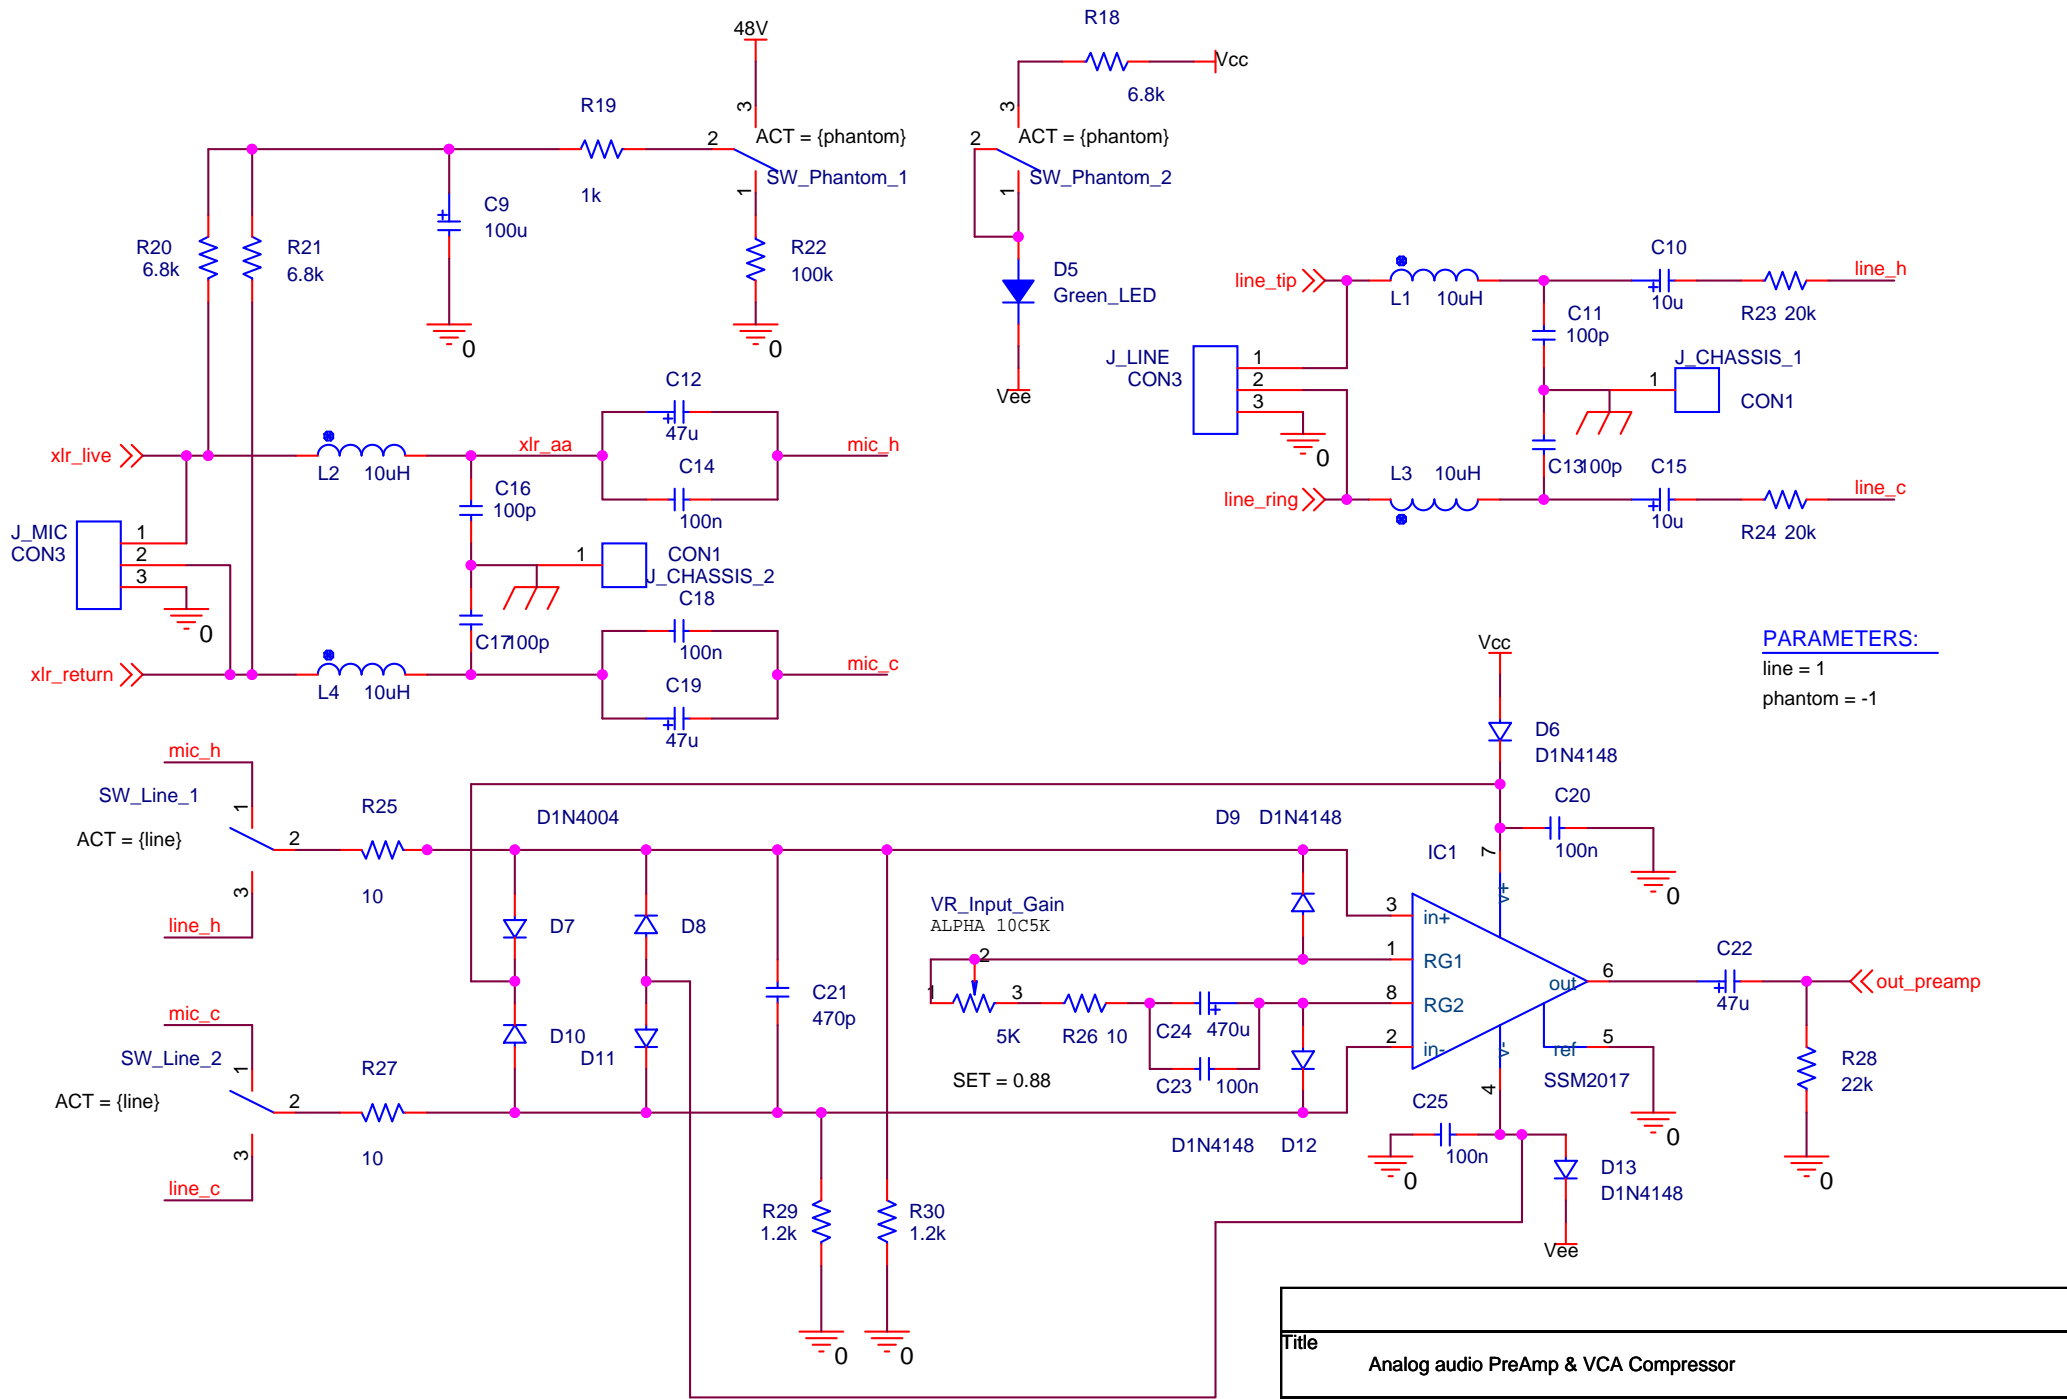 48V
R18
Vcc
6.8k
3
ACT = {phantom}
2
SW_Phantom_1
1
R19
1k
3
ACT = {phantom}
2
SW_Phantom_2
1
C9
100u
R20
6.8k
R21
6.8k
R22
100k
0
0
D5
Green_LED
Vee
line_tip
L1
10uH
C10
10u
R23 20k
line_h
C11
100p
J_LINE
CON3
1
2
3
0
J_CHASSIS_1
1
CON1
C13
100p
line_ring
L3
10uH
C15
10u
R24 20k
line_c
xlr_live
L2
10uH
xlr_aa
C12
47u
C14
100n
mic_h
C16
100p
J_MIC
CON3
1
2
3
0
1
CON1
J_CHASSIS_2
C17
100p
C18
100n
xlr_return
L4
10uH
C19
47u
mic_c
PARAMETERS:
line = 1
phantom = -1
mic_h
SW_Line_1
ACT = {line}
1
2
3
line_h
R25
10
D1N4004
D7
D8
D10
D11
C21
470p
mic_c
SW_Line_2
ACT = {line}
1
2
3
line_c
R27
10
R29
1.2k
R30
1.2k
0
0
Vcc
D6
D1N4148
C20
100n
0
D9
D1N4148
IC1
7
v+
VR_Input_Gain
ALPHA 10C5K
2
1
3
5K
SET = 0.88
R26 10
C24
470u
C23
100n
3
in+
1
RG1
8
RG2
2
in-
out
6
v-
ref
5
4
SSM2017
0
C22
47u
out_preamp
R28
22k
0
D1N4148
D12
C25
100n
0
D13
D1N4148
Vee
Title
Analog audio PreAmp & VCA Compressor